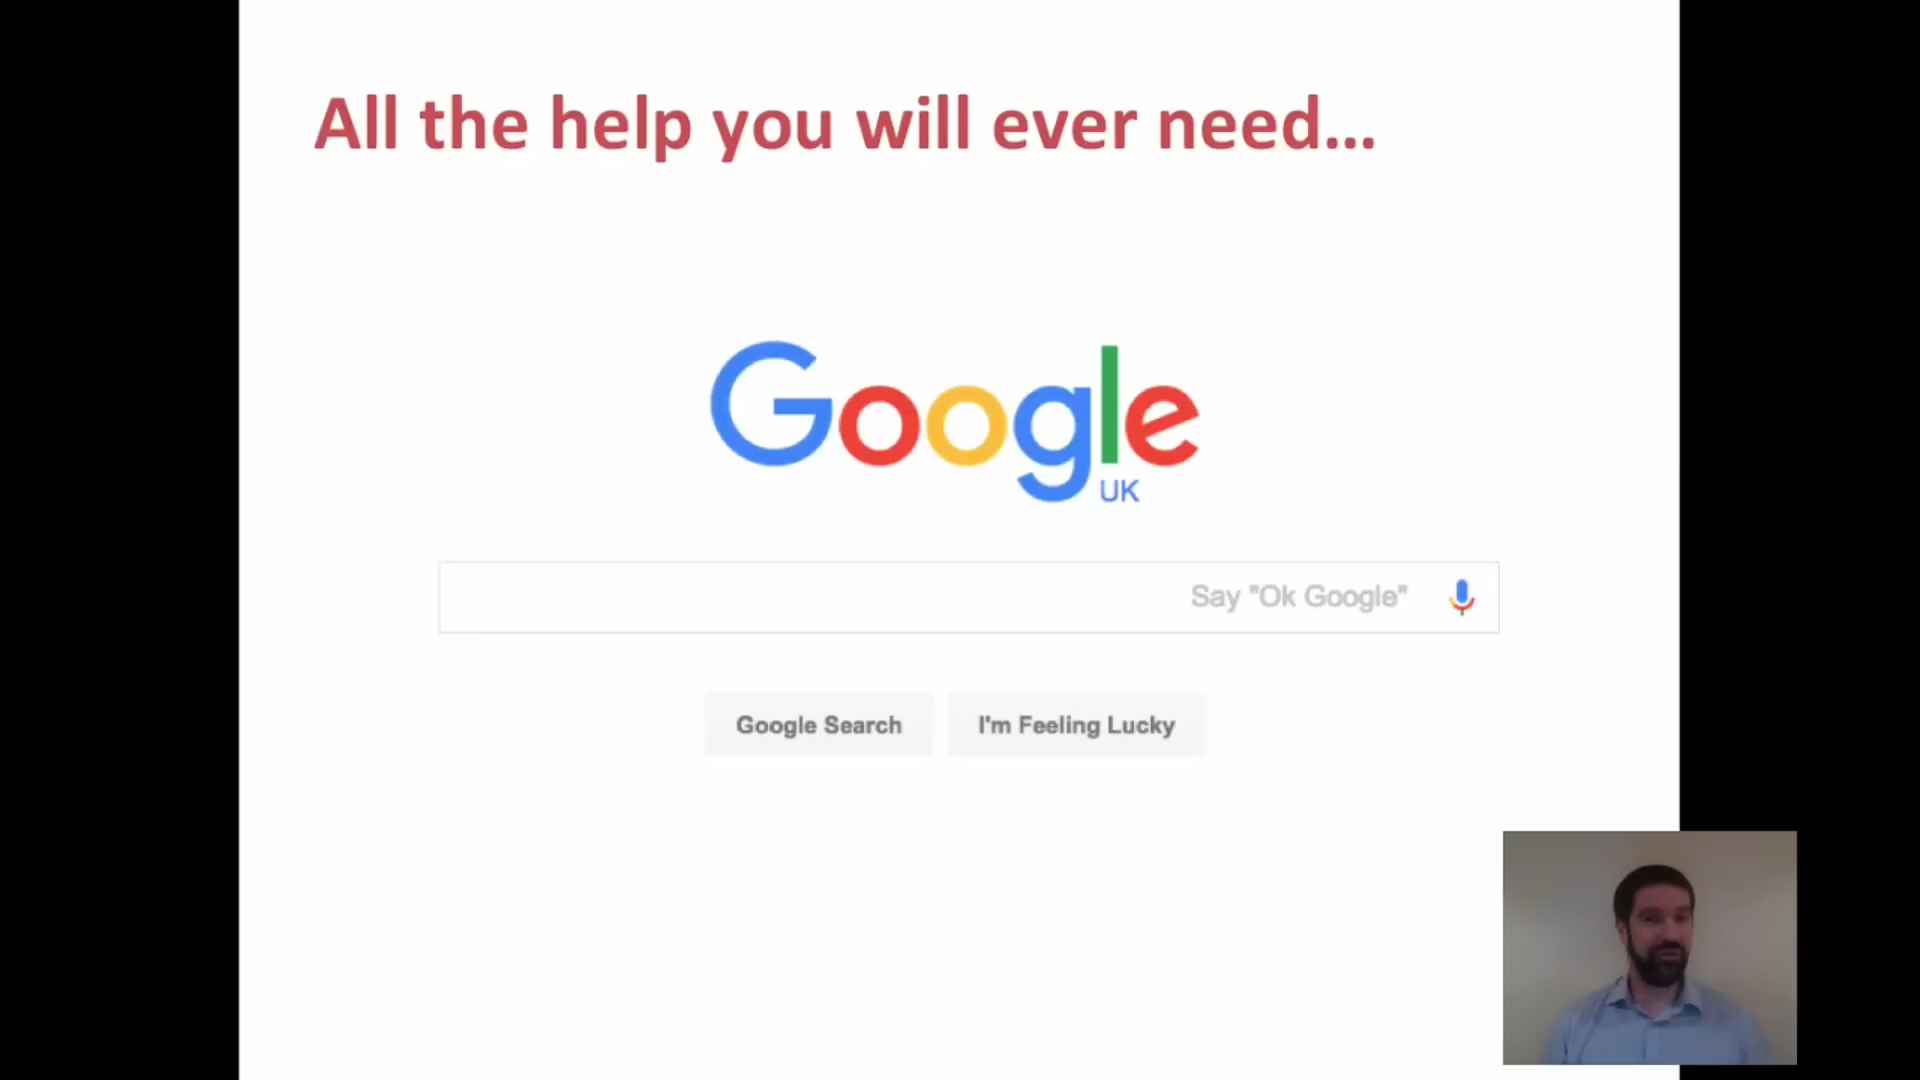 All the help you will ever need...
Google
UK
Say "Ok Google"
Google Search
I'm Feeling Lucky